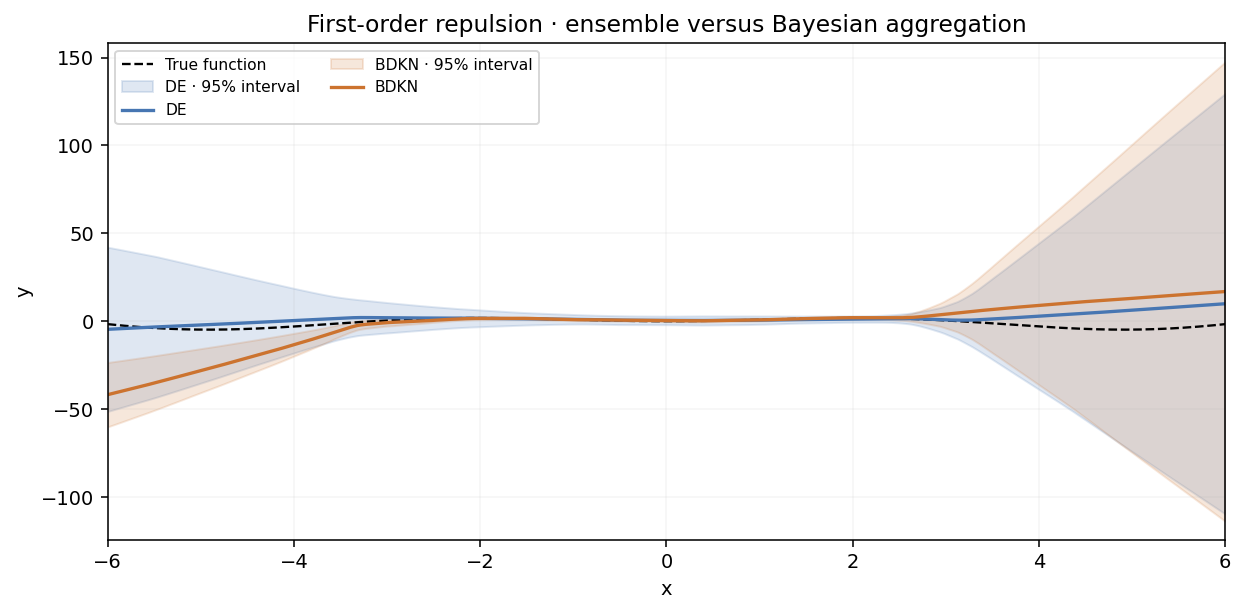 First-order repulsion · ensemble versus Bayesian aggregation
True function
DE · 95% interval
DE
BDKN · 95% interval
BDKN
y
150
100
50
0
−50
−100
−6
−4
−2
0
2
4
6
x